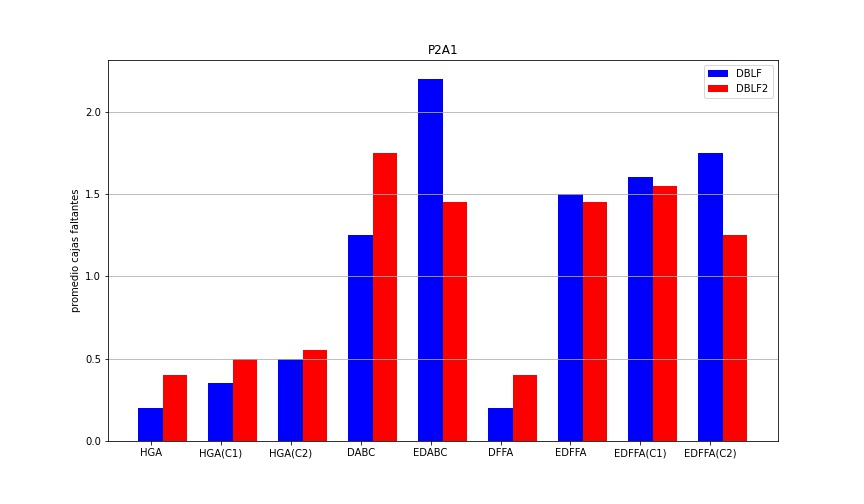 P2A1
DBLF
DBLF2
promedio cajas faltantes
2.0
1.5
1.0
0.5
0.0
HGA HGA(C1) HGA(C2) DABC EDABC DFFA EDFFA EDFFA(C1) EDFFA(C2)